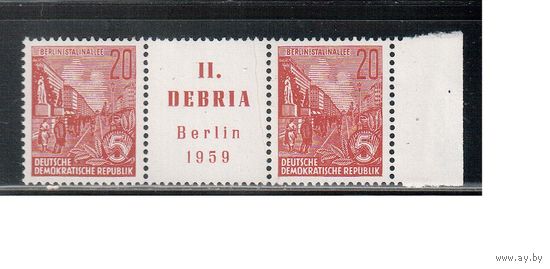 BERLIN STALINALLEE
20
5
DEUTSCHE
DEMOKRATISCHE REPUBLIK
II.
DEBRIA
Berlin
1959
BERLIN STALINALLEE
20
5
DEUTSCHE
DEMOKRATISCHE REPUBLIK
www.ay.by